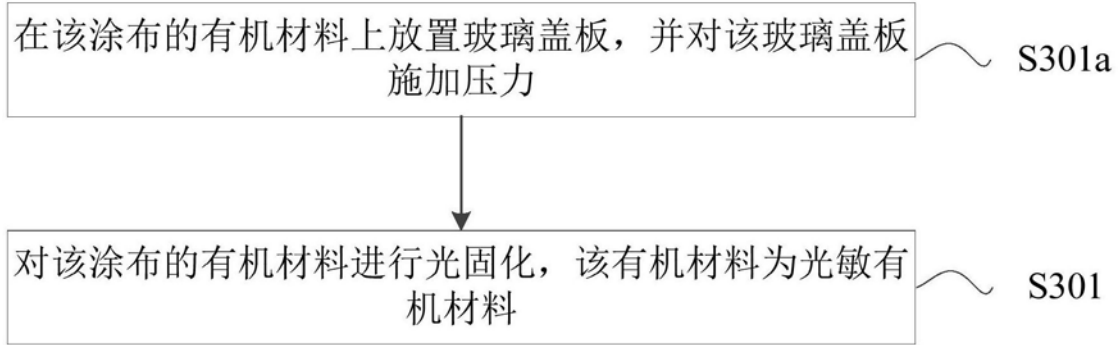 在该涂布的有机材料上放置玻璃盖板，并对该玻璃盖板
施加压力
S301a
对该涂布的有机材料进行光固化，该有机材料为光敏有
机材料
S301